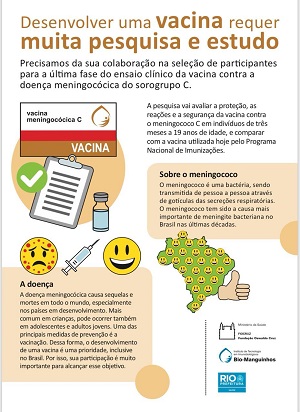 Desenvolver uma vacina requer
muita pesquisa e estudo
Precisamos da sua colaboração na seleção de participantes
para a última fase do ensaio clínico da vacina contra a
doença meningocócica do sorogrupo C.
vacina
meningocócica C
VACINA
A pesquisa vai avaliar a proteção, as
reações e a segurança da vacina contra
o meningococo C em indivíduos de três
meses a 19 anos de idade, e comparar
com a vacina utilizada hoje pelo Programa
Nacional de Imunizações.
Sobre o meningococo
O meningococo é uma bactéria, sendo
transmitida de pessoa a pessoa através
de gotículas das secreções respiratórias.
O meningococo tem sido a causa mais
importante de meningite bacteriana no
Brasil nas últimas décadas.
A doença
A doença meningocócica causa sequelas e
mortes em todo o mundo, especialmente
nos países em desenvolvimento. Mais
comum em crianças, pode ocorrer também
em adolescentes e adultos jovens. Uma das
principais medidas de prevenção é a
vacinação. Dessa forma, o desenvolvimento
de uma vacina é uma prioridade, inclusive
no Brasil. Por isso, sua participação é muito
importante para alcançar esse objetivo.
Ministério da Saúde
FIOCRUZ
Fundação Oswaldo Cruz
Instituto de Tecnologia
em Imunobiológicos
Bio-Manguinhos
RIO
PREFEITURA